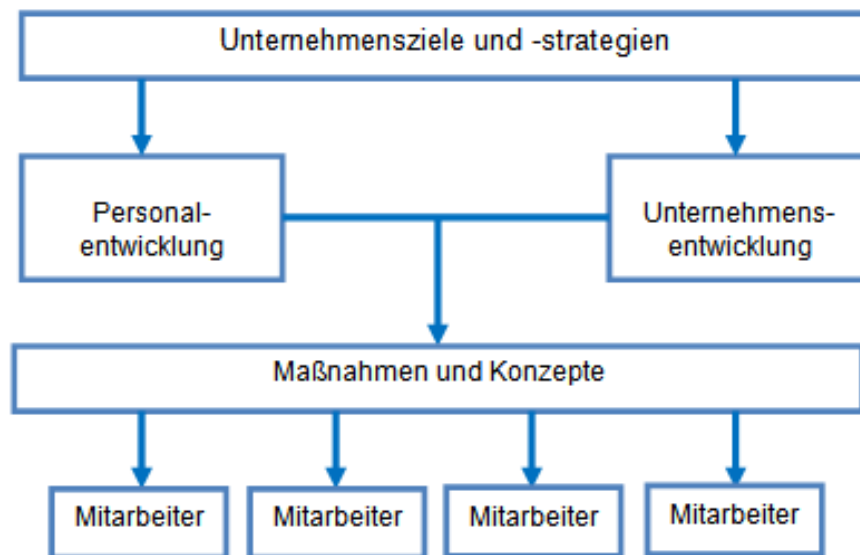 Unternehmensziele und -strategien
Personal-
entwicklung
Unternehmens-
entwicklung
Maßnahmen und Konzepte
Mitarbeiter
Mitarbeiter
Mitarbeiter
Mitarbeiter